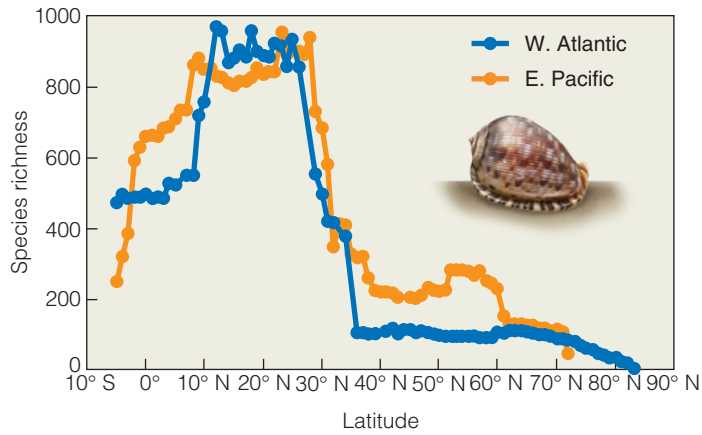 1000
800
600
400
200
0
Species richness
W. Atlantic
E. Pacific
10° S 0° 10° N 20° N 30° N 40° N 50° N 60° N 70° N 80° N 90° N
Latitude